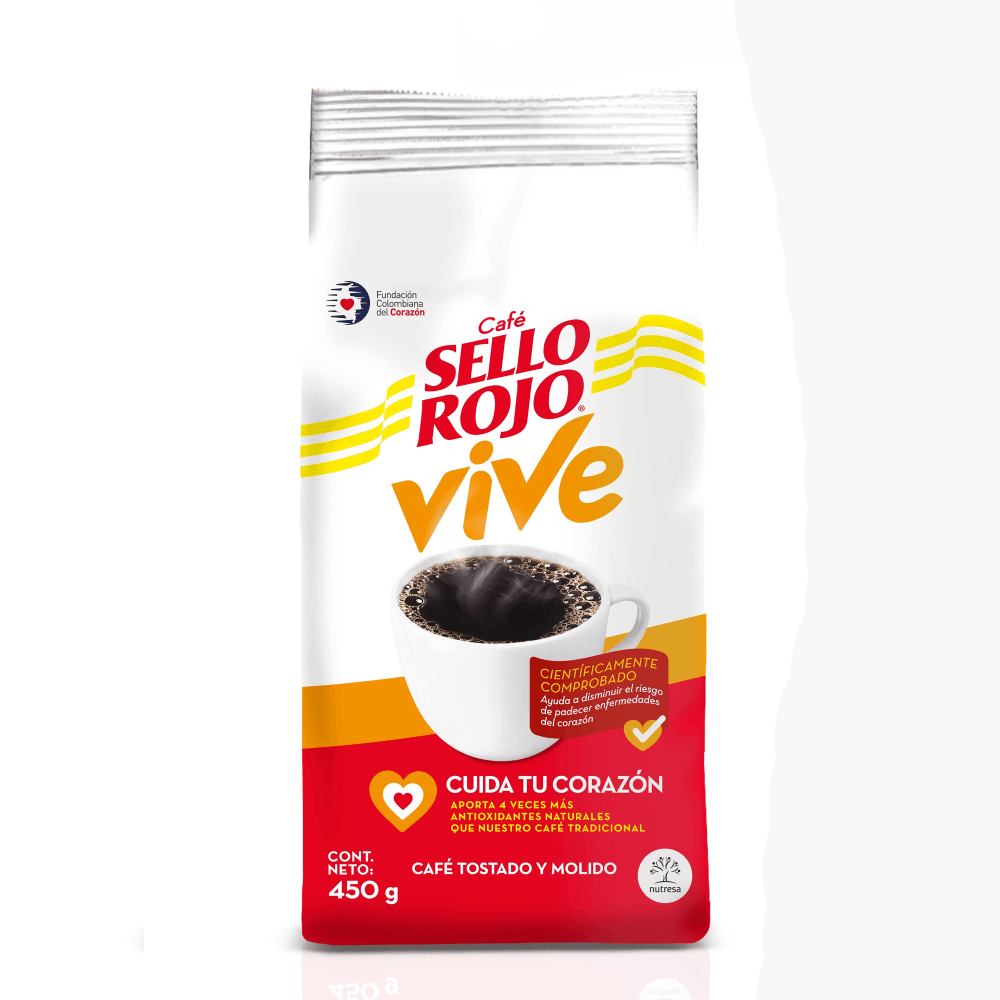 Fundación
Colombiana
del Corazón
Café
SELLO
ROJO®
vive
CIENTÍFICAMENTE
COMPROBADO
Ayuda a disminuir el riesgo
de padecer enfermedades
del corazón
CUIDA TU CORAZÓN
APORTA 4 VECES MÁS
ANTIOXIDANTES NATURALES
QUE NUESTRO CAFÉ TRADICIONAL
CONT.
NETO:
450 g
CAFÉ TOSTADO Y MOLIDO
nutresa